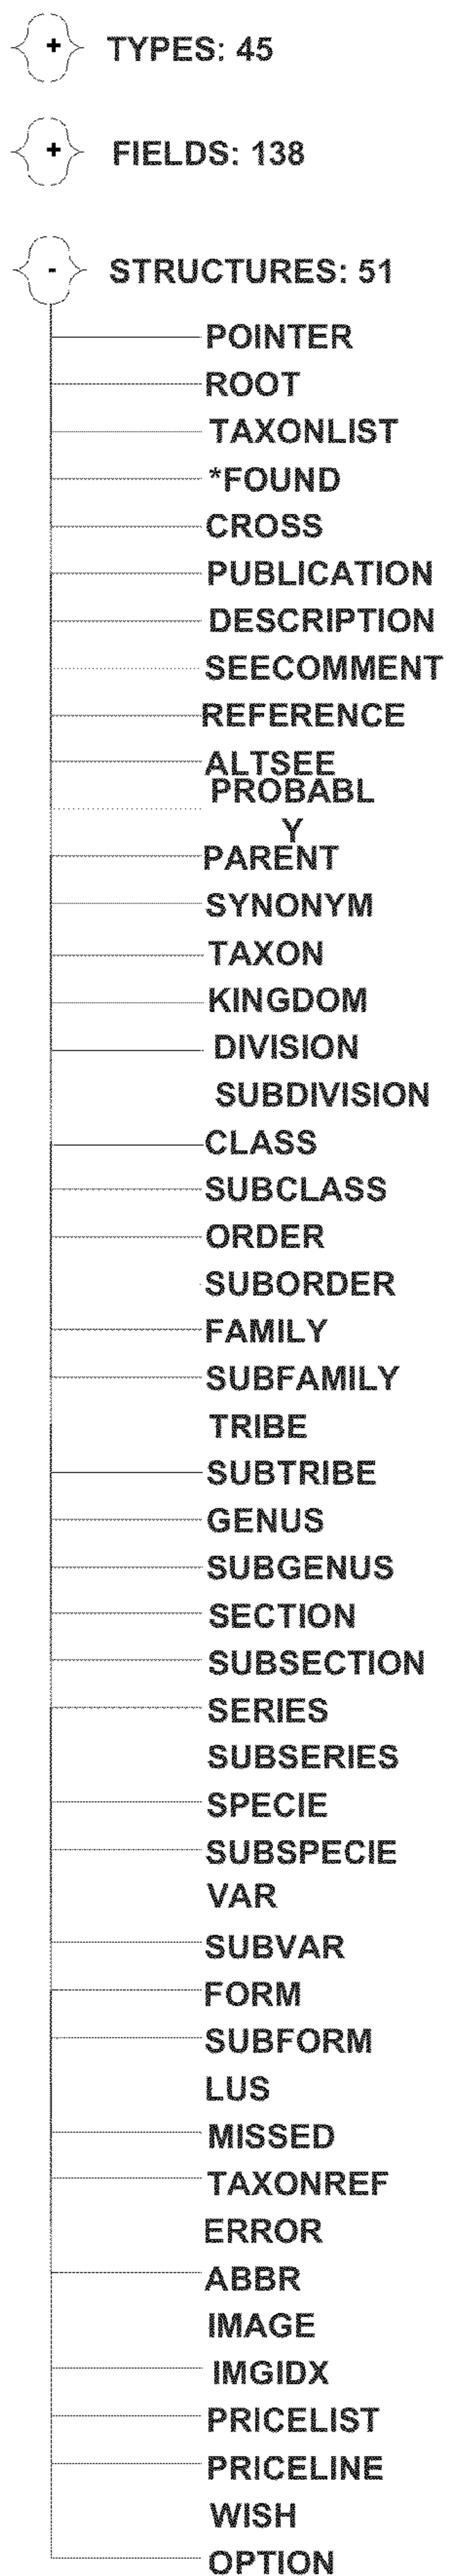 + TYPES: 45
+ FIELDS: 138
- STRUCTURES: 51
POINTER
ROOT
TAXONLIST
*FOUND
CROSS
PUBLICATION
DESCRIPTION
SEECOMMENT
REFERENCE
ALTSEE
PROBABL
Y
PARENT
SYNONYM
TAXON
KINGDOM
DIVISION
SUBDIVISION
CLASS
SUBCLASS
ORDER
SUBORDER
FAMILY
SUBFAMILY
TRIBE
SUBTRIBE
GENUS
SUBGENUS
SECTION
SUBSECTION
SERIES
SUBSERIES
SPECIE
SUBSPECIE
VAR
SUBVAR
FORM
SUBFORM
LUS
MISSED
TAXONREF
ERROR
ABBR
IMAGE
IMGIDX
PRICELIST
PRICELINE
WISH
OPTION